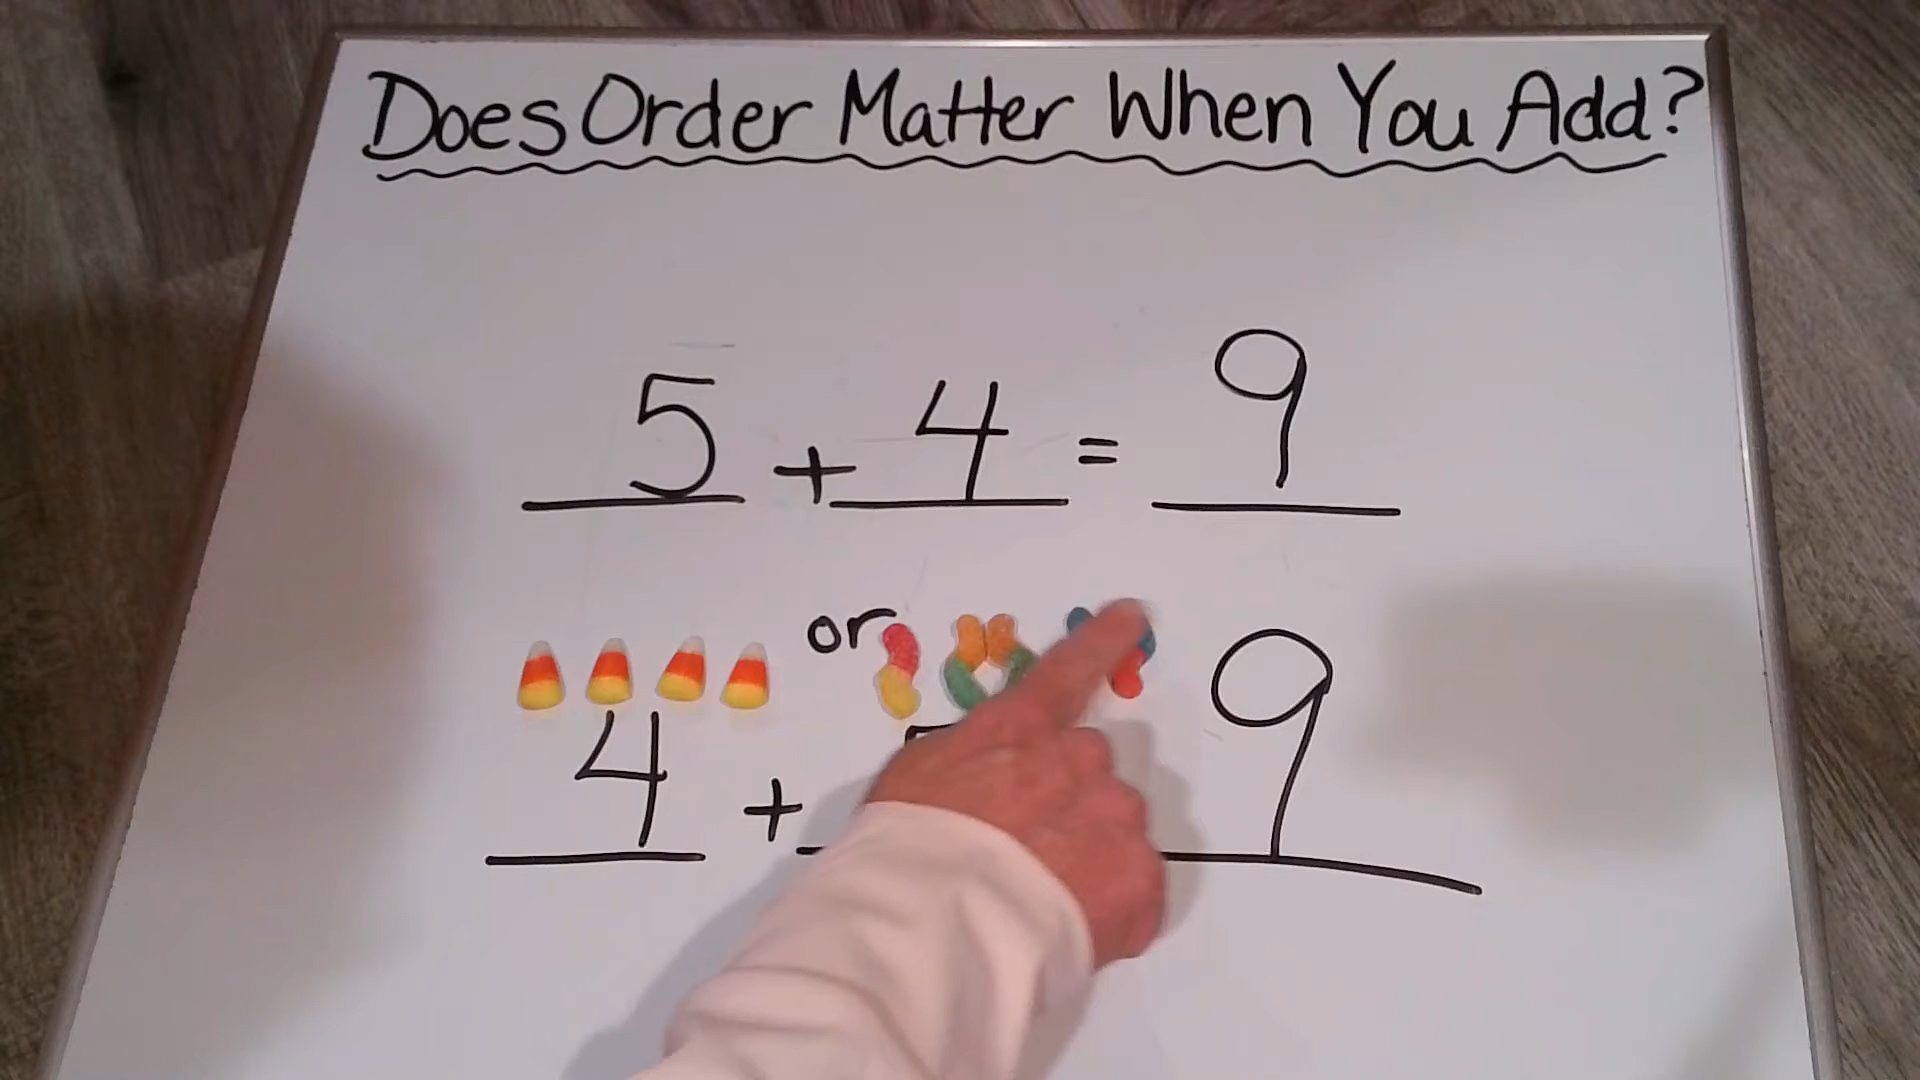 Does Order Matter When You Add?
5 + 4 = 9
or
4 + 9